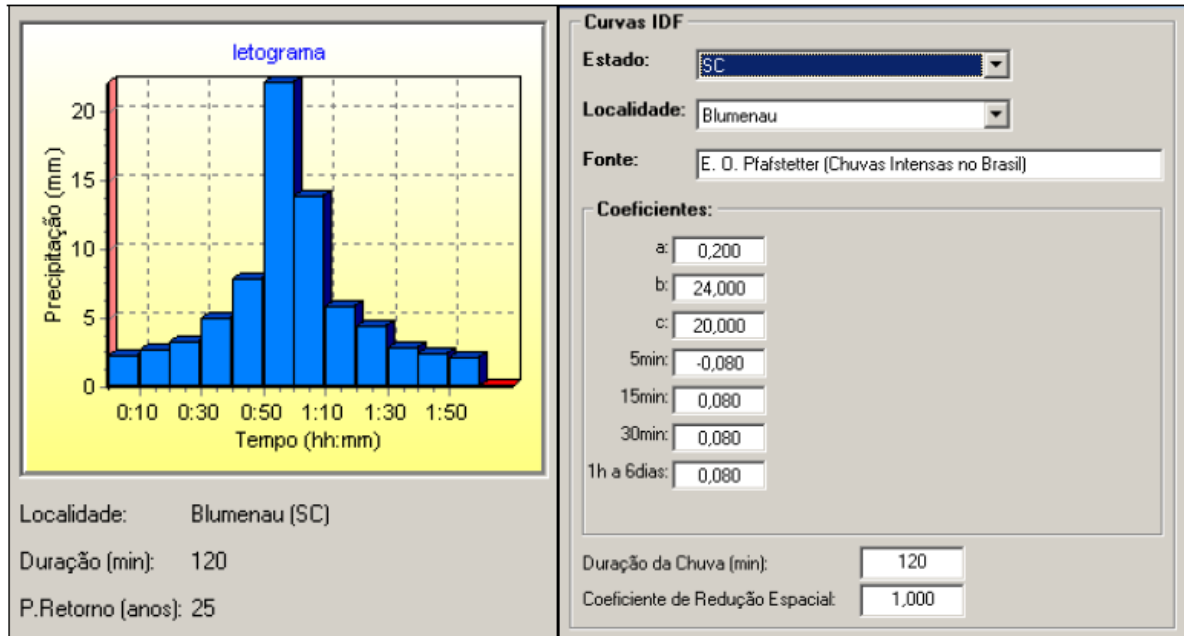 Ietograma
Precipitação (mm)
20
15
10
5
0
0:10 0:30 0:50 1:10 1:30 1:50
Tempo (hh:mm)
Localidade: Blumenau (SC)
Duração (min): 120
P.Retorno (anos): 25
Curvas IDF
Estado: SC
Localidade: Blumenau
Fonte: E. O. Pfafstetter (Chuvas Intensas no Brasil)
Coeficientes:
a: 0,200
b: 24,000
c: 20,000
5min: -0,080
15min: 0,080
30min: 0,080
1h a 6dias: 0,080
Duração da Chuva (min): 120
Coeficiente de Redução Espacial: 1,000